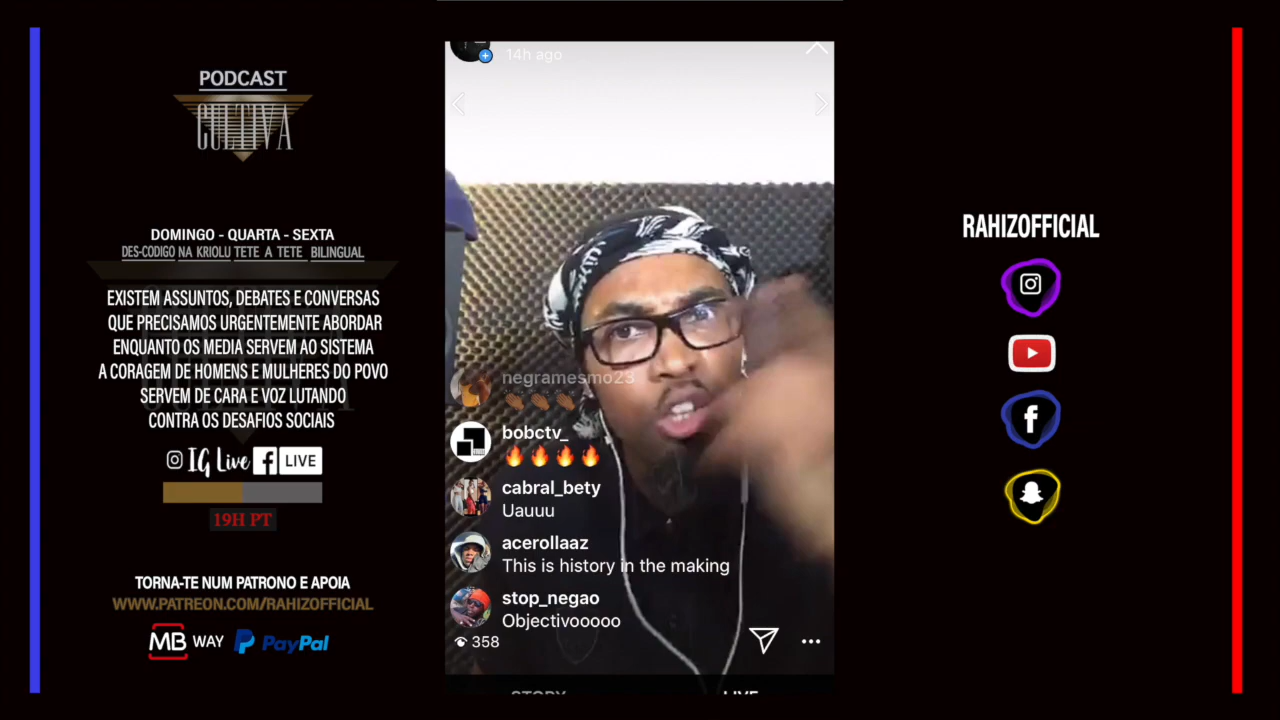 PODCAST
CULTIVA
DOMINGO - QUARTA - SEXTA
DES-CODIGO NA KRIOLU TETE A TETE BILINGUAL
EXISTEM ASSUNTOS, DEBATES E CONVERSAS
QUE PRECISAMOS URGENTEMENTE ABORDAR
ENQUANTO OS MEDIA SERVEM AO SISTEMA
A CORAGEM DE HOMENS E MULHERES DO POVO
SERVEM DE CARA E VOZ LUTANDO
CONTRA OS DESAFIOS SOCIAIS
IG Live f LIVE
19H PT
TORNA-TE NUM PATRONO E APOIA
WWW.PATREON.COM/RAHIZOFFICIAL
MB WAY PayPal
14h ago
negramesmo23
bobctv_
cabral_bety
Uauuu
acerollaaz
This is history in the making
stop_negao
Objectivooooo
358
STORY LIVE
RAHIZOFFICIAL